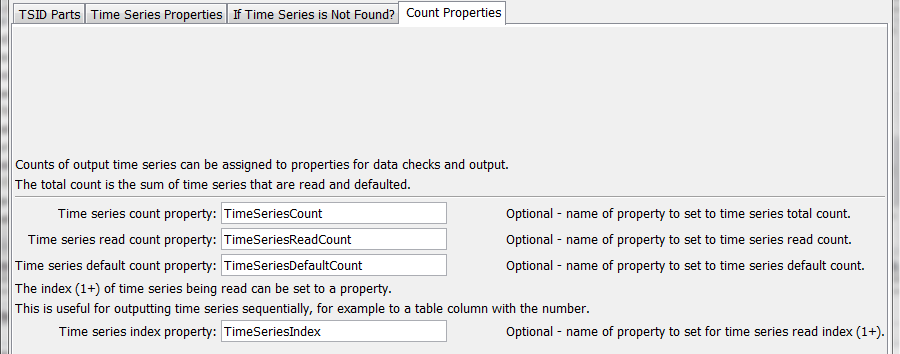 TSID Parts Time Series Properties If Time Series is Not Found? Count Properties
Counts of output time series can be assigned to properties for data checks and output.
The total count is the sum of time series that are read and defaulted.
Time series count property: TimeSeriesCount Optional - name of property to set to time series total count.
Time series read count property: TimeSeriesReadCount Optional - name of property to set to time series read count.
Time series default count property: TimeSeriesDefaultCount Optional - name of property to set to time series default count.
The index (1+) of time series being read can be set to a property.
This is useful for outputting time series sequentially, for example to a table column with the number.
Time series index property: TimeSeriesIndex Optional - name of property to set for time series read index (1+).